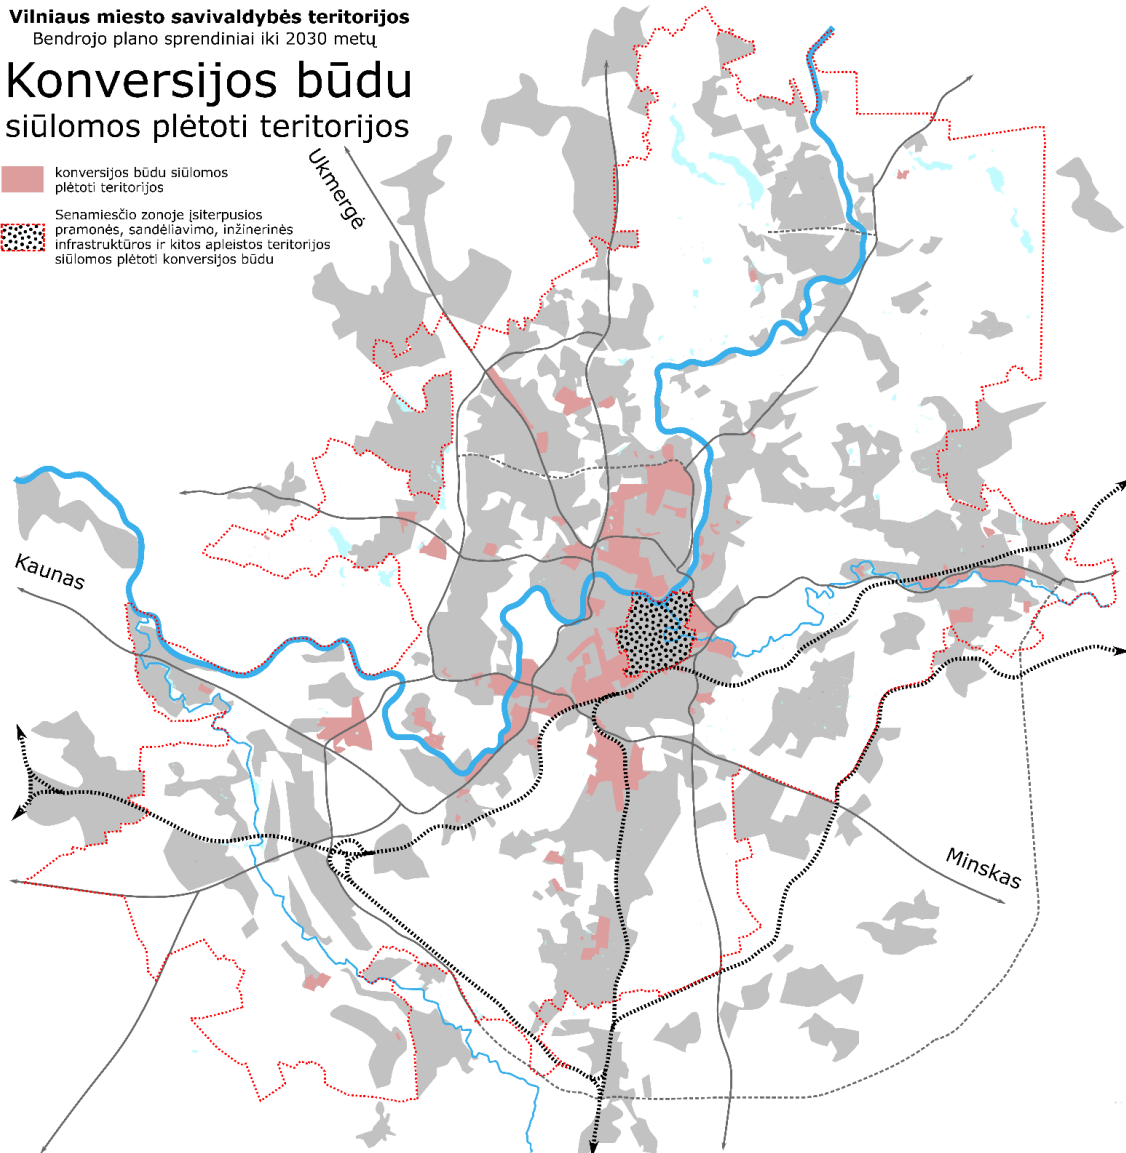 Vilniaus miesto savivaldybės teritorijos
Bendrojo plano sprendiniai iki 2030 metų
Konversijos būdu
siūlomos plėtoti teritorijos
konversijos būdu siūlomos
plėtoti teritorijos
Senamiesčio zonoje įsiterpusios
pramonės, sandėliavimo, inžinerinės
infrastruktūros ir kitos apleistos teritorijos
siūlomos plėtoti konversijos būdu
Ukmergė
Kaunas
Minskas